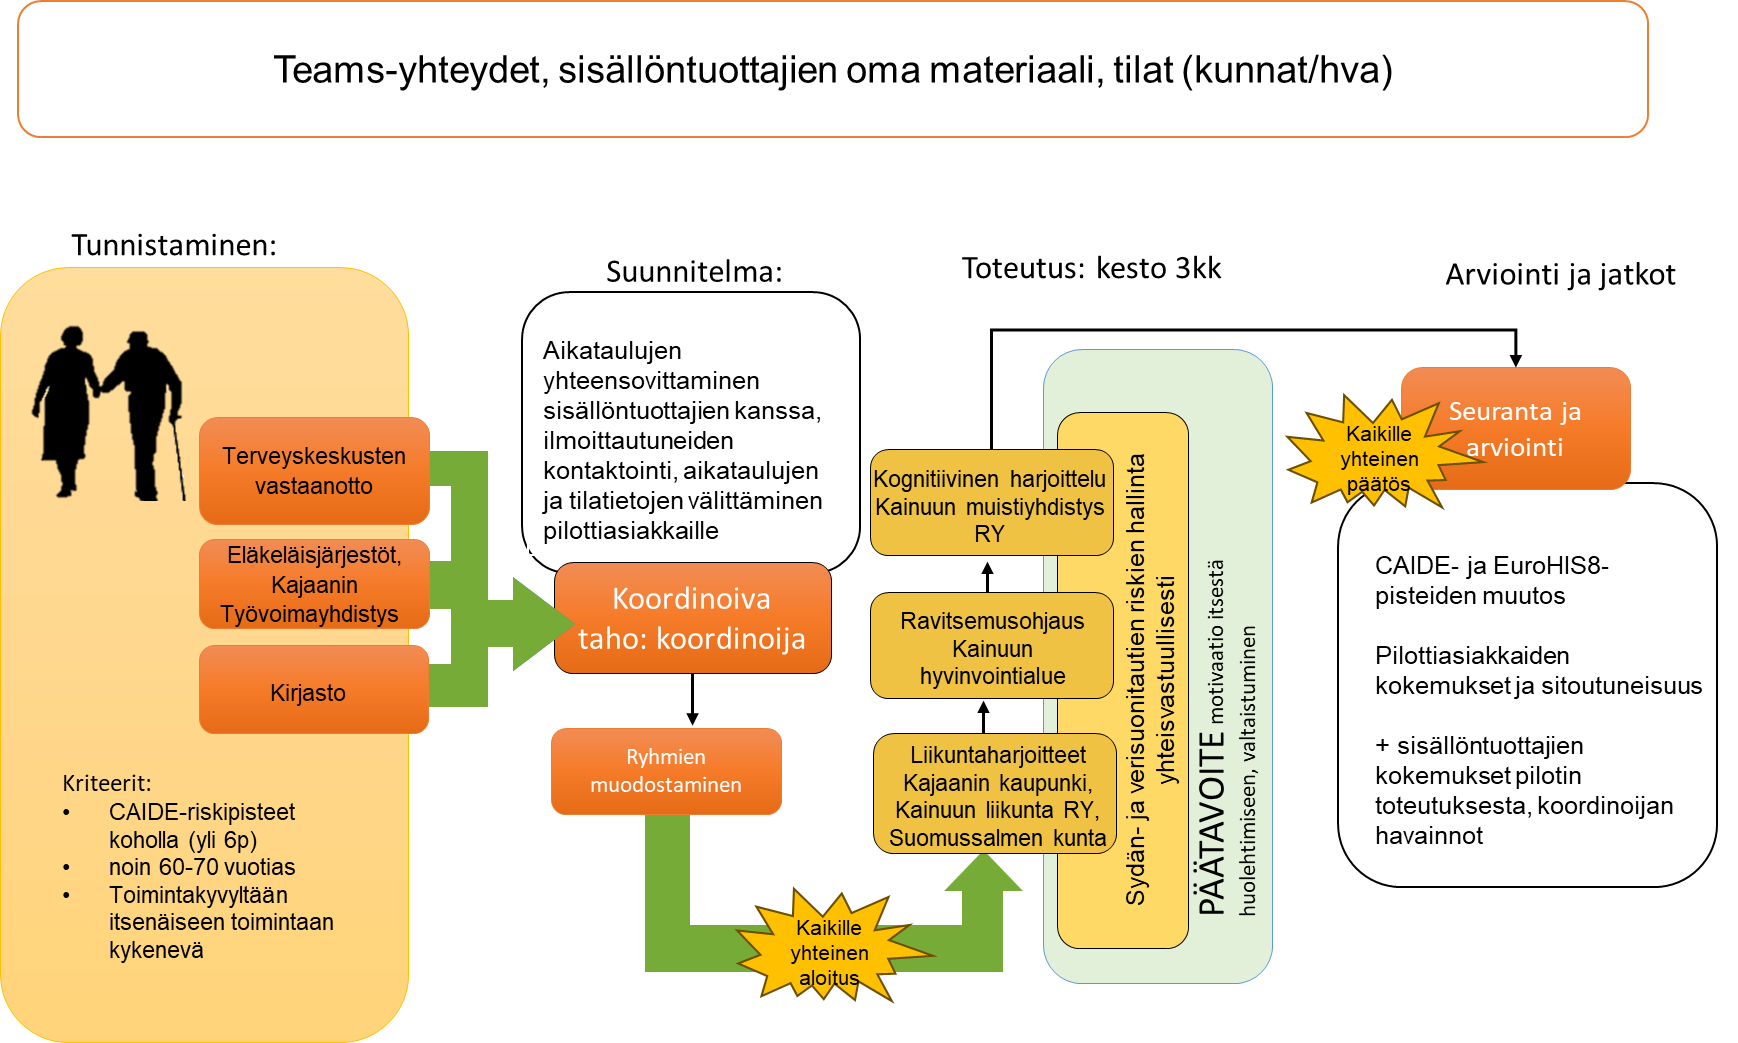 Teams-yhteydet, sisällöntuottajien oma materiaali, tilat (kunnat/hva)
Tunnistaminen:
Terveyskeskusten
vastaanotto
Eläkeläisjärjestöt,
Kajaanin
Työvoimayhdistys
Kirjasto
Kriteerit:
• CAIDE-riskipisteet
koholla (yli 6p)
• noin 60-70 vuotias
• Toimintakyvyltään
itsenäiseen toimintaan
kykenevä
Suunnitelma:
Aikataulujen
yhteensovittaminen
sisällöntuottajien kanssa,
ilmoittautuneiden
kontaktointi, aikataulujen
ja tilatietojen välittäminen
pilottiasiakkaille
Koordinoiva
taho: koordinoija
Ryhmien
muodostaminen
Kaikille
yhteinen
aloitus
Toteutus: kesto 3kk
Kognitiivinen harjoittelu
Kainuun muistiyhdistys
RY
Ravitsemusohjaus
Kainuun
hyvinvointialue
Liikuntaharjoitteet
Kajaanin kaupunki,
Kainuun liikunta RY,
Suomussalmen kunta
Sydän- ja verisuonitautien riskien hallinta
yhteisvastuullisesti
PÄÄTAVOITE motivaatio itsestä
huolehtimiseen, valtaistuminen
Arviointi ja jatkot
Kaikille
yhteinen
päätös
Seuranta ja
arviointi
CAIDE- ja EuroHIS8-
pisteiden muutos
Pilottiasiakkaiden
kokemukset ja sitoutuneisuus
+ sisällöntuottajien
kokemukset pilotin
toteutuksesta, koordinoijan
havainnot